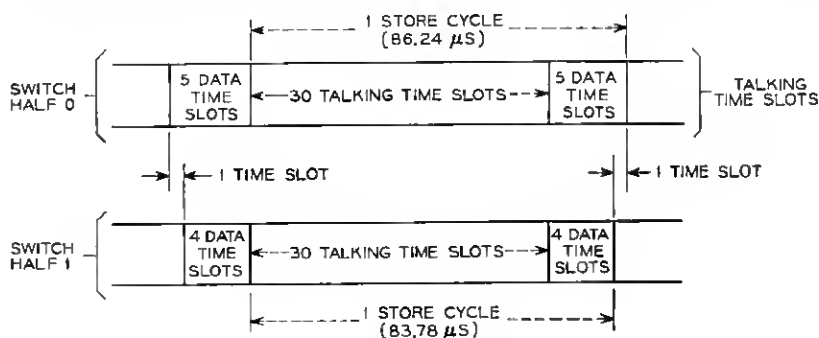 1 STORE CYCLE
(86.24 μS)
SWITCH
HALF 0
5 DATA
TIME
SLOTS
30 TALKING TIME SLOTS
5 DATA
TIME
SLOTS
TALKING
TIME SLOTS
1 TIME SLOT
1 TIME SLOT
SWITCH
HALF 1
4 DATA
TIME
SLOTS
30 TALKING TIME SLOTS
4 DATA
TIME
SLOTS
1 STORE CYCLE
(83.78 μS)